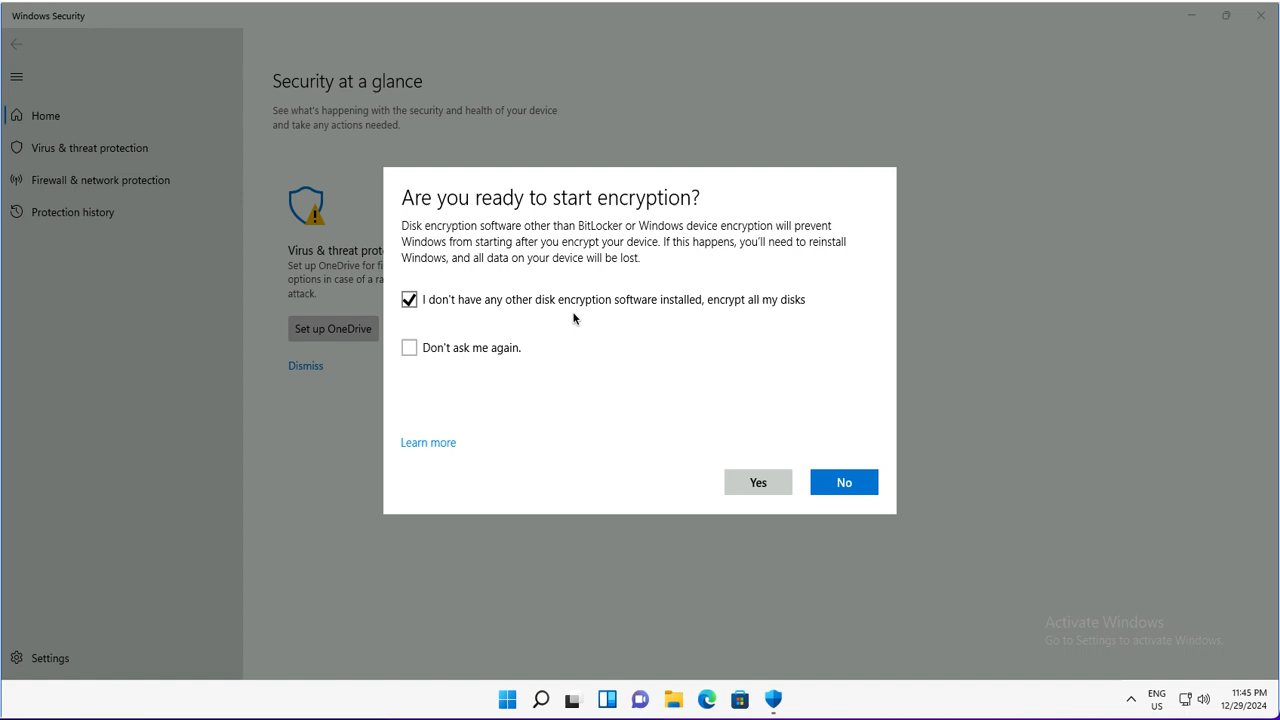 Windows Security
Home
Virus & threat protection
Firewall & network protection
Protection history
Settings
Security at a glance
See what's happening with the security and health of your device
and take any actions needed.
Virus & threat prot
Set up OneDrive for fi
options in case of a ra
attack.
Set up OneDrive
Dismiss
Are you ready to start encryption?
Disk encryption software other than BitLocker or Windows device encryption will prevent
Windows from starting after you encrypt your device. If this happens, you'll need to reinstall
Windows, and all data on your device will be lost.
I don't have any other disk encryption software installed, encrypt all my disks
Don't ask me again.
Learn more
Yes
No
Activate Windows
Go to Settings to activate Windows.
ENG
US
11:45 PM
12/29/2024